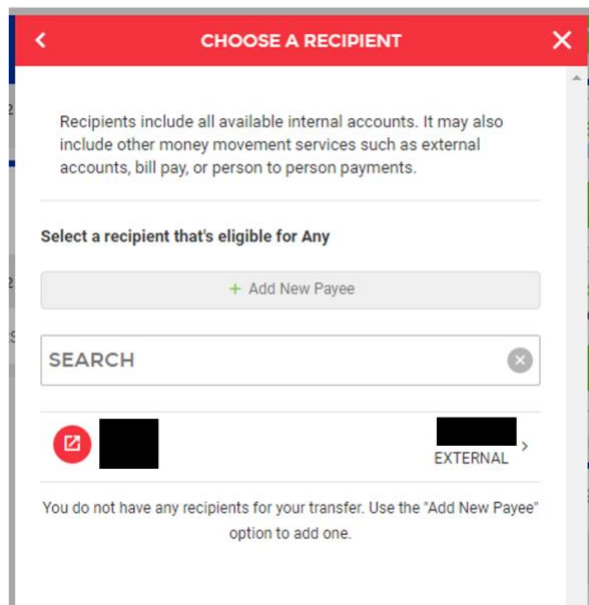 CHOOSE A RECIPIENT
Recipients include all available internal accounts. It may also
include other money movement services such as external
accounts, bill pay, or person to person payments.
Select a recipient that's eligible for Any
+ Add New Payee
SEARCH
EXTERNAL
You do not have any recipients for your transfer. Use the "Add New Payee"
option to add one.